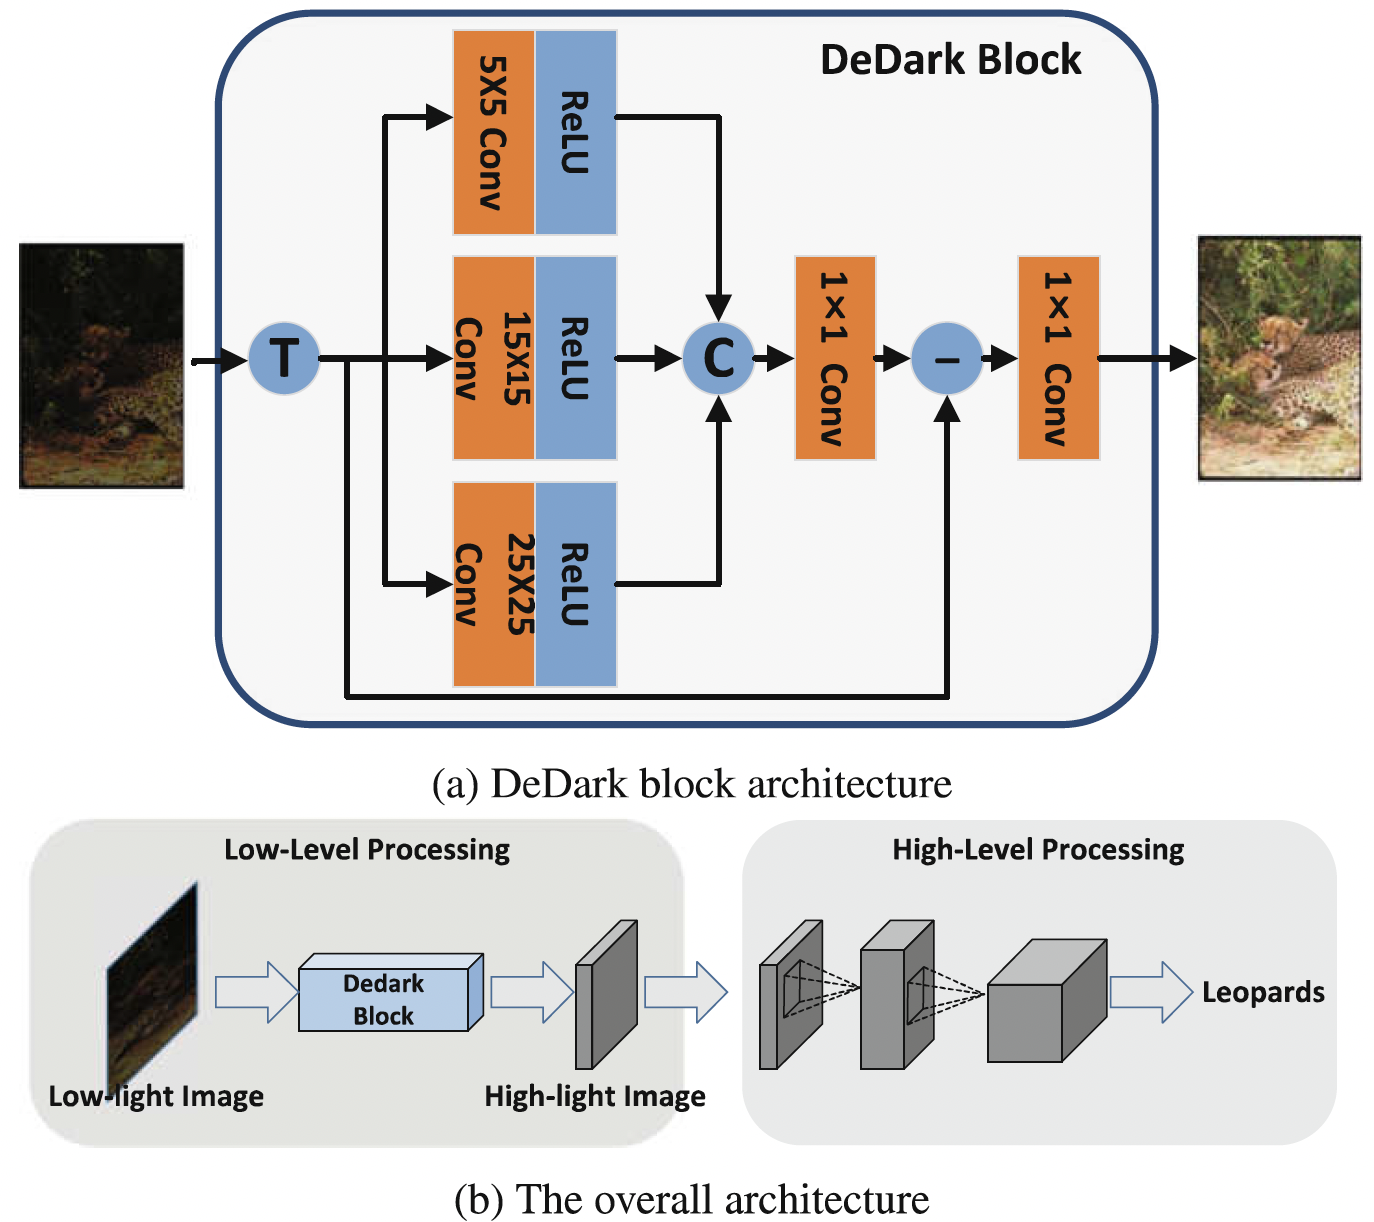 DeDark Block
5X5 Conv
ReLU
T
15X15
Conv
ReLU
C
1×1 Conv
–
1×1 Conv
25X25
Conv
ReLU
(a) DeDark block architecture
Low-Level Processing
High-Level Processing
Dedark
Block
Leopards
Low-light Image
High-light Image
(b) The overall architecture